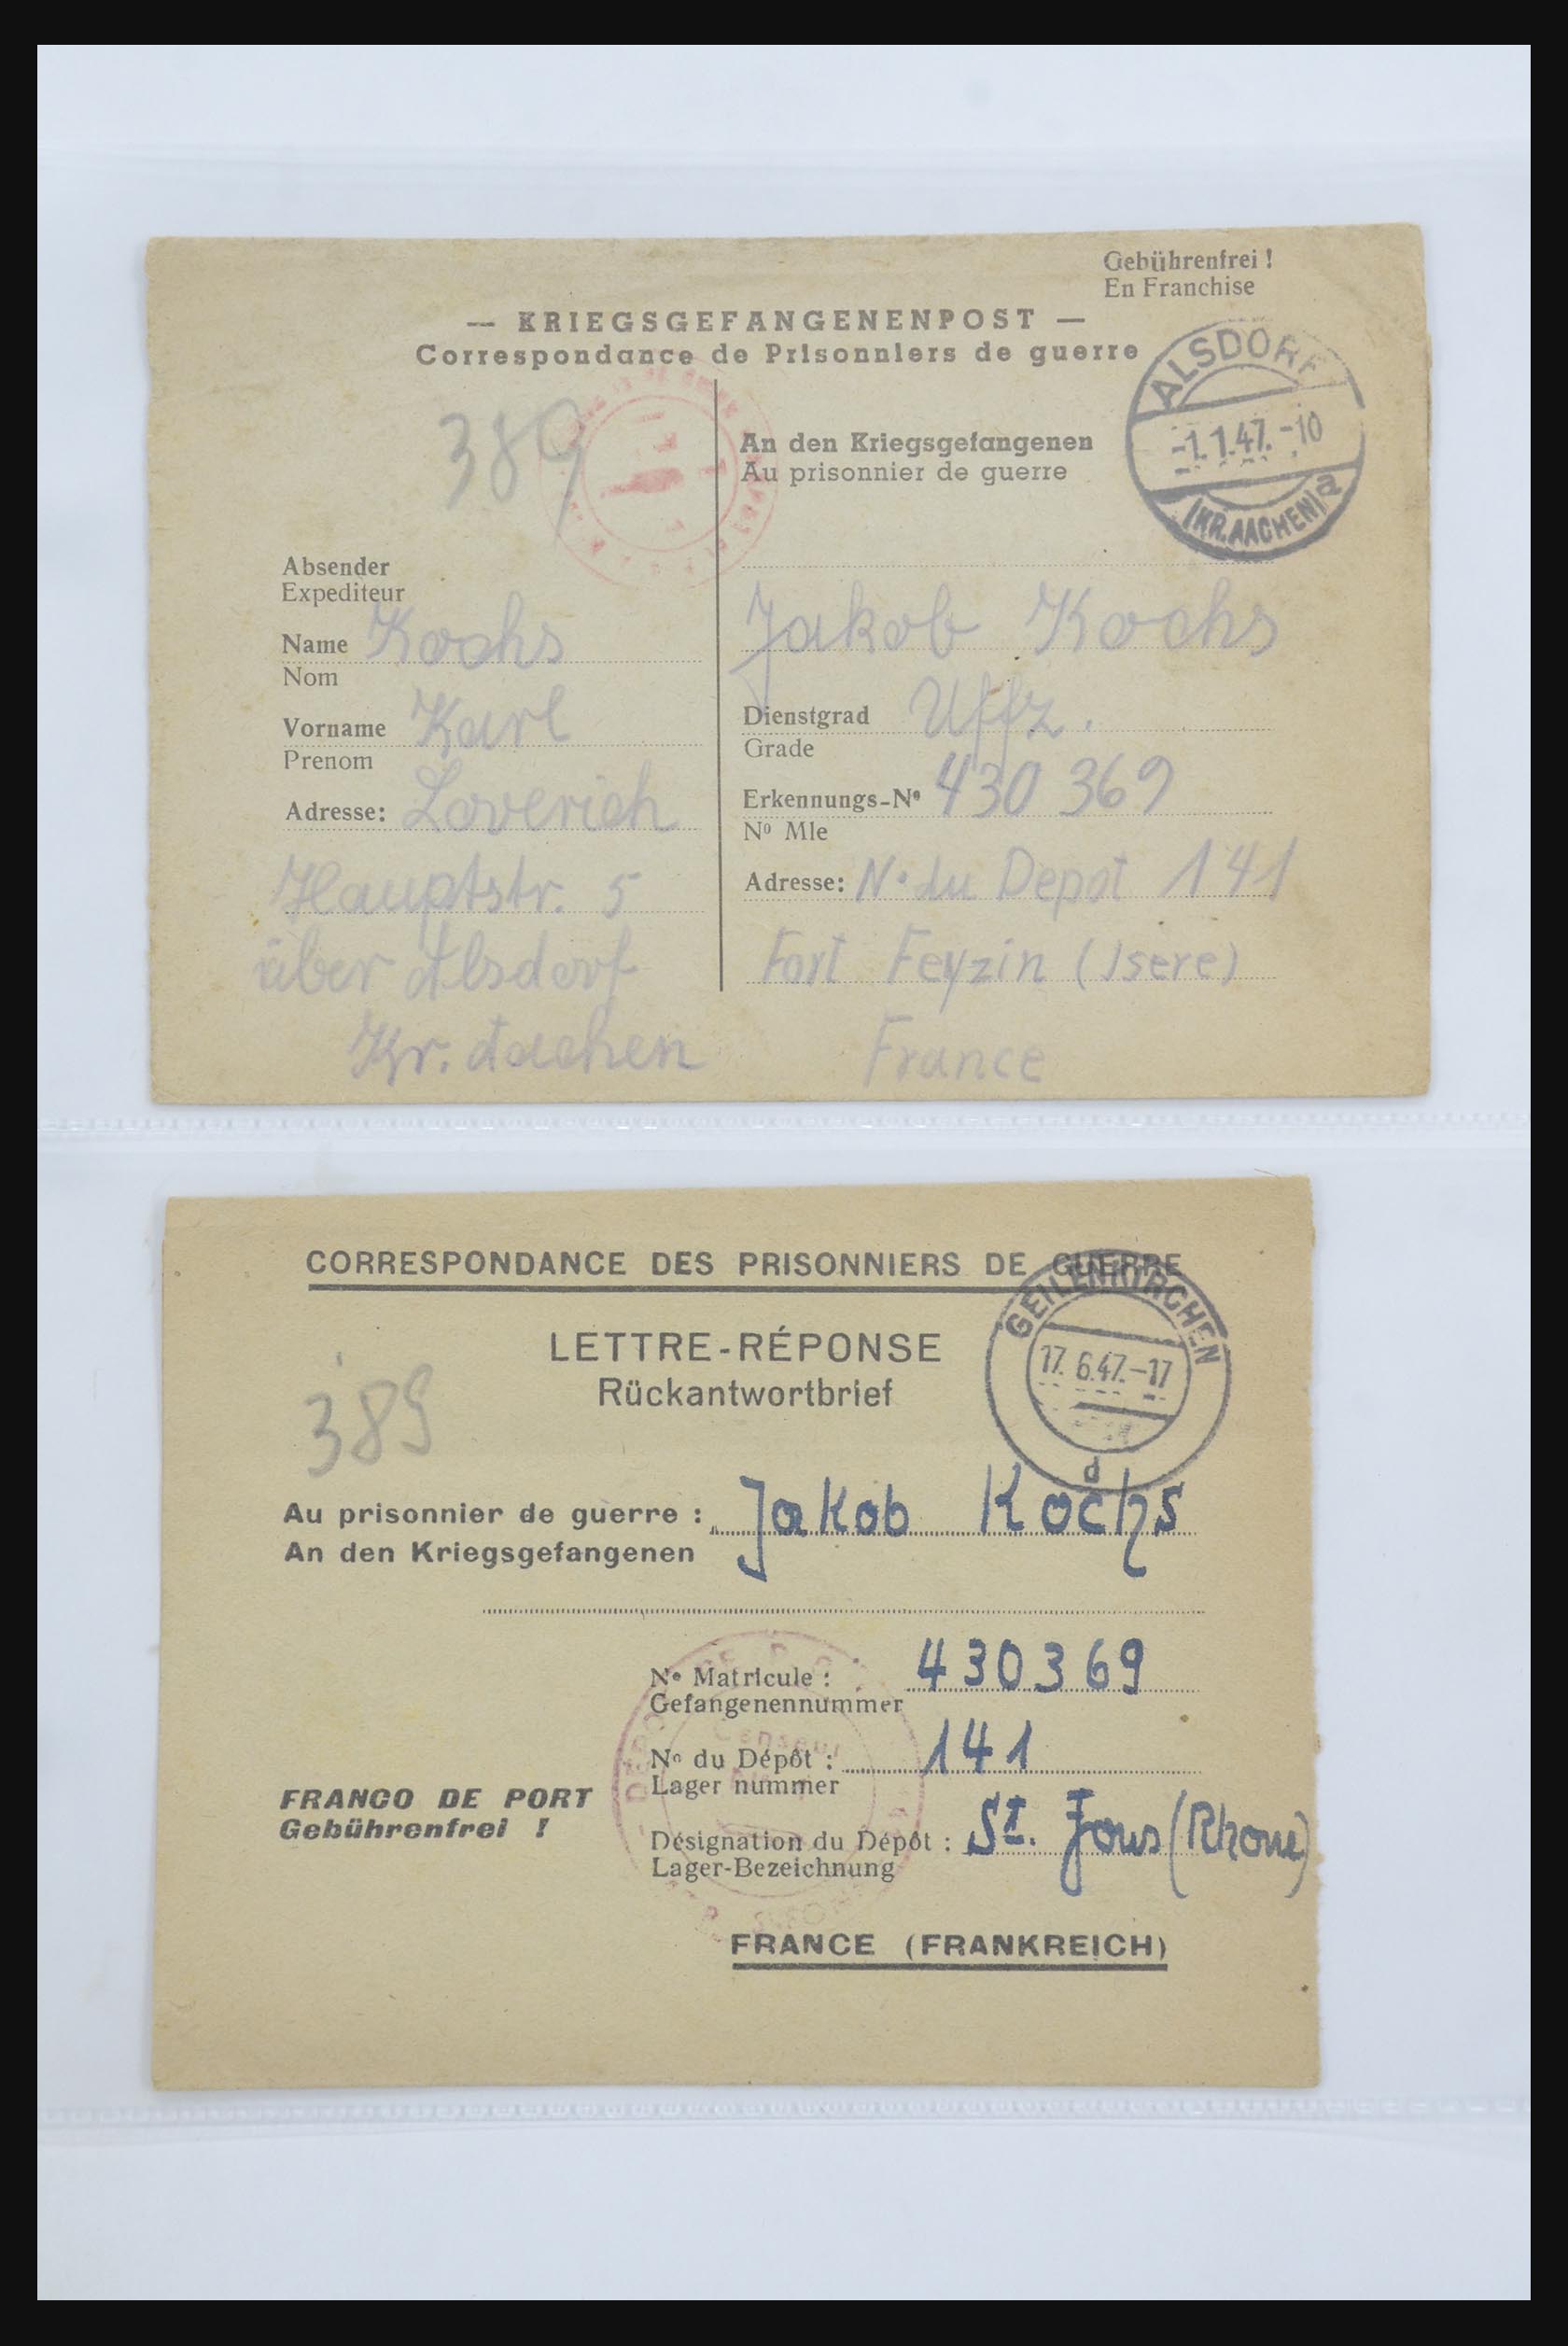 Gebührenfrei !
En Franchise
— KRIEGSGEFANGENENPOST —
Correspondance de Prisonniers de guerre
ALSDORF
-1.1.47.-10
(KR. AACHEN) a
389
An den Kriegsgefangenen
Au prisonnier de guerre
Absender
Expediteur
Name Kochs
Nom
Vorname Karl
Prenom
Adresse: Loverich
Hauptstr. 5
über Alsdorf
Kr. Aachen
Jakob Kochs
Dienstgrad Uffz.
Grade
Erkennungs-Nº 430 369
Nº Mle
Adresse: N. du Depot 141
Fort Feyzin (Isere)
France
CORRESPONDANCE DES PRISONNIERS DE GUERRE
GEILENKIRCHEN
17. 6.47.-17
d
LETTRE-RÉPONSE
Rückantwortbrief
389
Au prisonnier de guerre : Jakob Kochs
An den Kriegsgefangenen
Nº Matricule : 430369
Gefangenennummer
Nº du Dépôt : 141
Lager nummer
FRANCO DE PORT
Gebührenfrei !
Désignation du Dépôt : St. Fons (Rhone)
Lager-Bezeichnung
FRANCE (FRANKREICH)